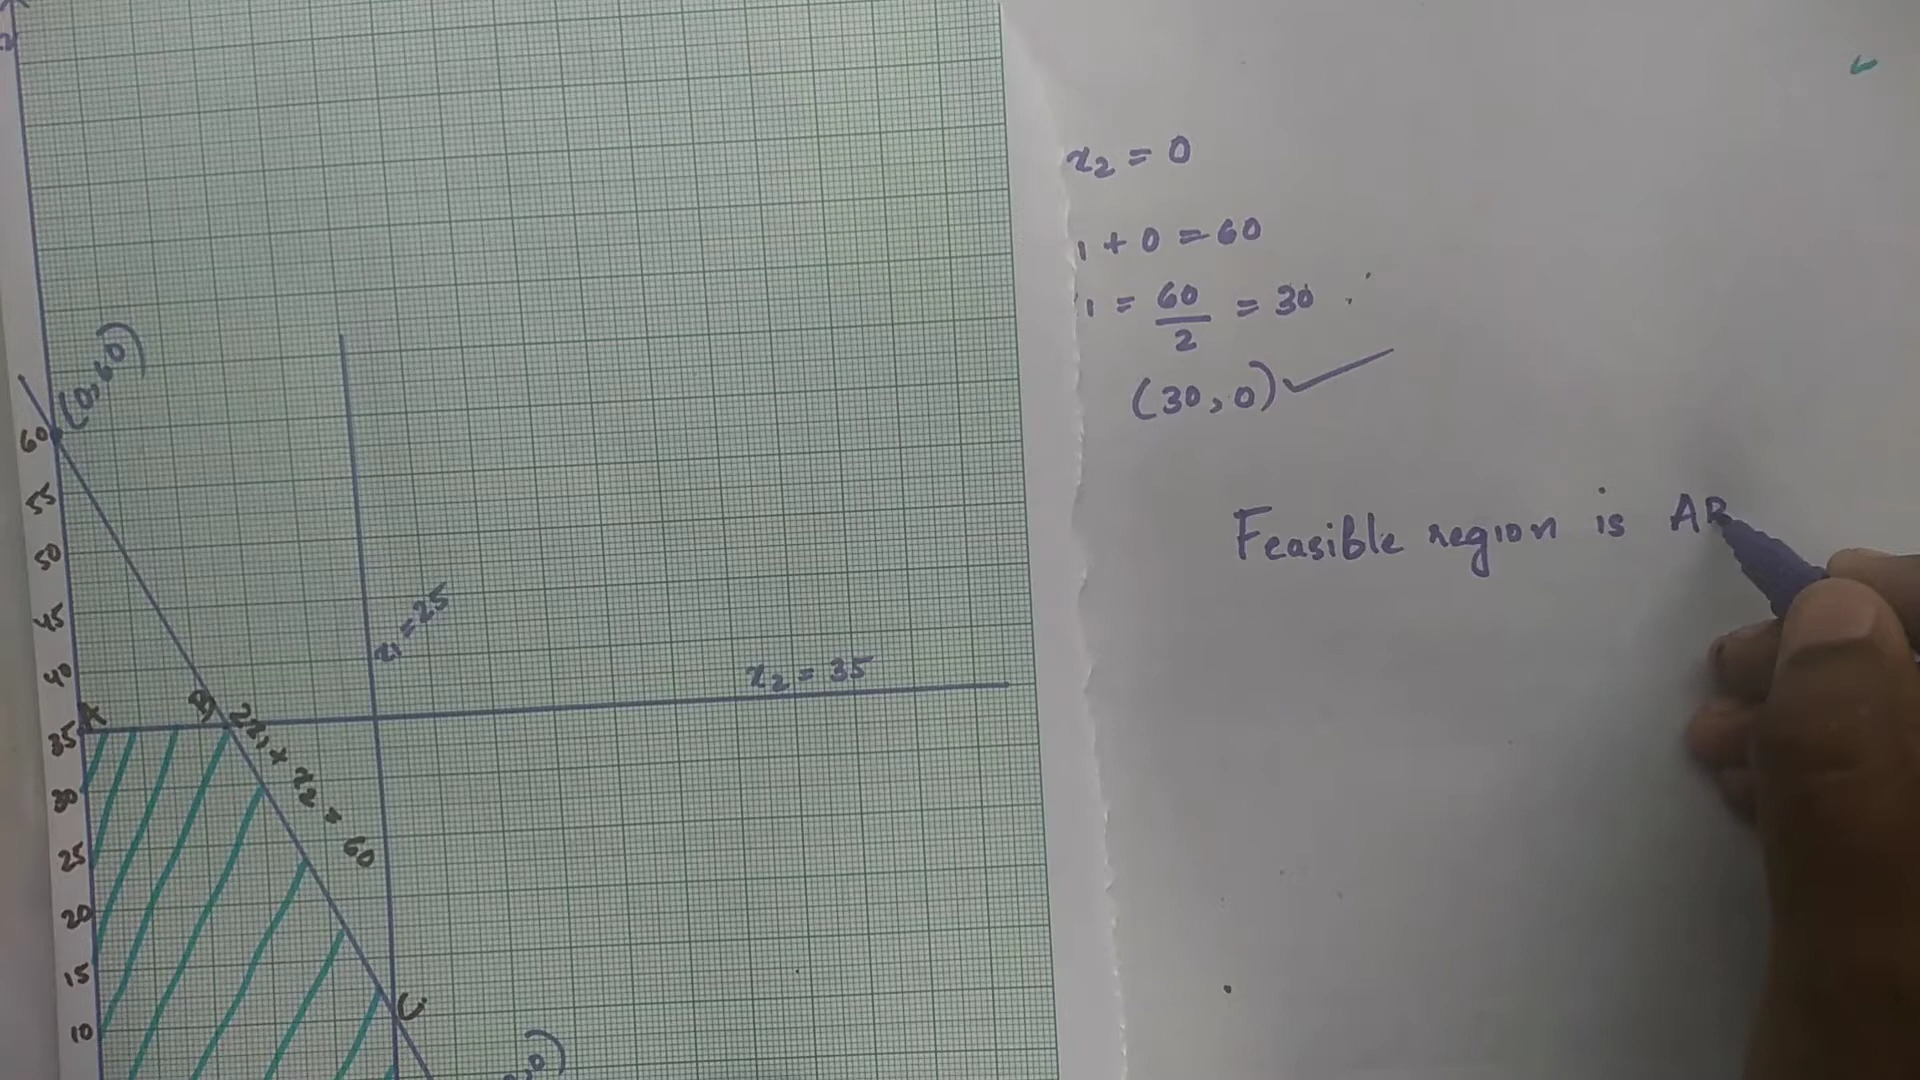 (0,60)
60
55
50
45
40
35
30
25
20
15
10
A
B
C
x₁=25
x₂ = 35
2x₁ + x₂ = 60
,0)
x₂ = 0
1 + 0 = 60
1 = 60/2 = 30
(30,0)✓
Feasible region is AB